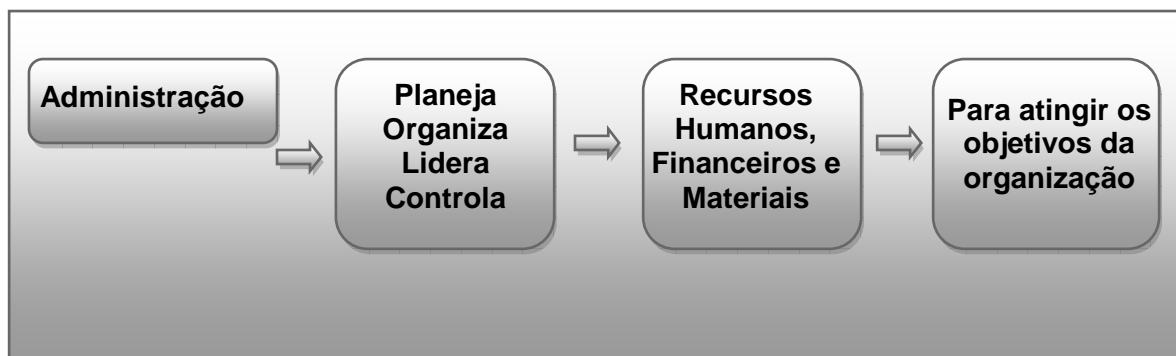 Administração
Planeja
Organiza
Lidera
Controla
Recursos
Humanos,
Financeiros e
Materiais
Para atingir os
objetivos da
organização